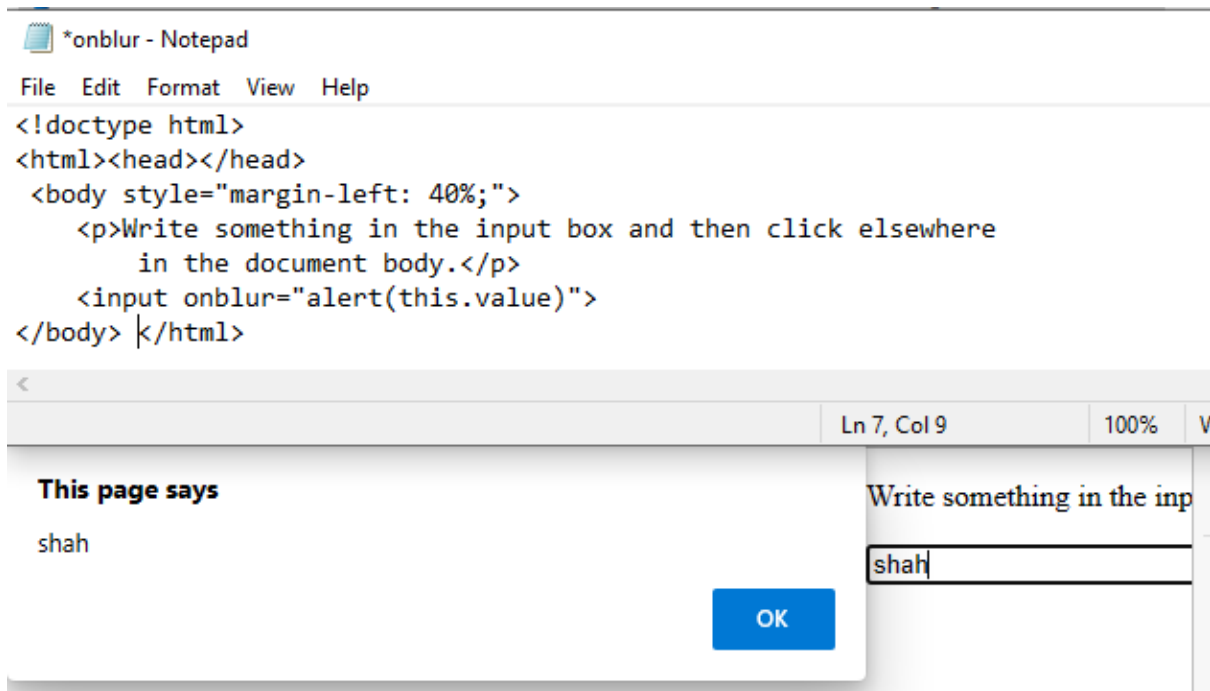 *onblur - Notepad
File Edit Format View Help
<!doctype html>
<html><head></head>
<body style="margin-left: 40%;">
<p>Write something in the input box and then click elsewhere
in the document body.</p>
<input onblur="alert(this.value)">
</body> </html>
Ln 7, Col 9 100%
This page says
shah
OK
Write something in the inp
shah